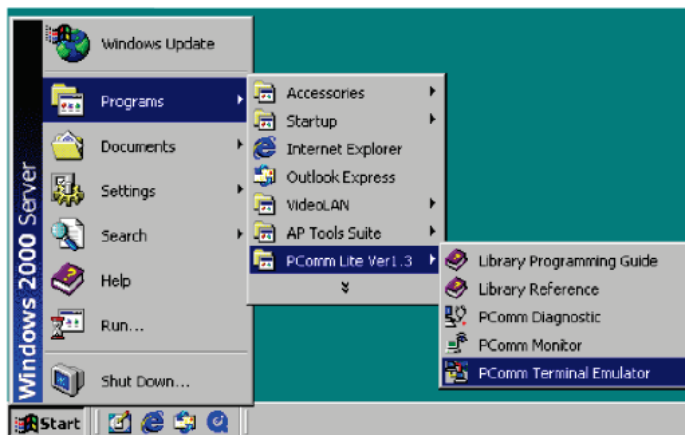 Windows 2000 Server
Windows Update
Programs
Documents
Settings
Search
Help
Run...
Shut Down...
Accessories
Startup
Internet Explorer
Outlook Express
VideoLAN
AP Tools Suite
PComm Lite Ver1.3
Library Programming Guide
Library Reference
PComm Diagnostic
PComm Monitor
PComm Terminal Emulator
Start